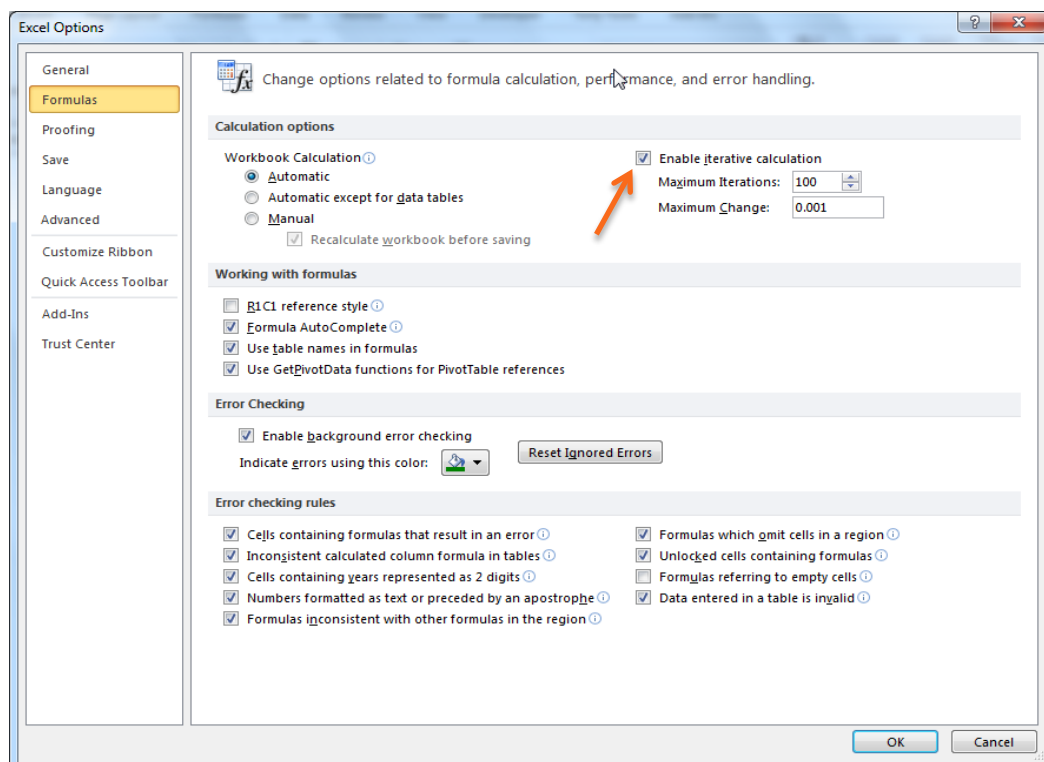 Excel Options
General
Formulas
Proofing
Save
Language
Advanced
Customize Ribbon
Quick Access Toolbar
Add-Ins
Trust Center
Change options related to formula calculation, performance, and error handling.
Calculation options
Workbook Calculation
Automatic
Automatic except for data tables
Manual
Recalculate workbook before saving
Enable iterative calculation
Maximum Iterations: 100
Maximum Change: 0.001
Working with formulas
R1C1 reference style
Formula AutoComplete
Use table names in formulas
Use GetPivotData functions for PivotTable references
Error Checking
Enable background error checking
Indicate errors using this color:
Reset Ignored Errors
Error checking rules
Cells containing formulas that result in an error
Inconsistent calculated column formula in tables
Cells containing years represented as 2 digits
Numbers formatted as text or preceded by an apostrophe
Formulas inconsistent with other formulas in the region
Formulas which omit cells in a region
Unlocked cells containing formulas
Formulas referring to empty cells
Data entered in a table is invalid
OK
Cancel